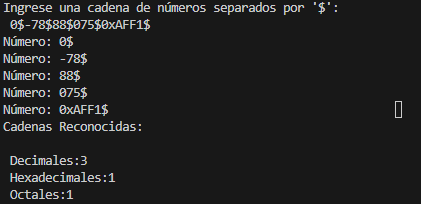 Ingrese una cadena de números separados por '$':
0$-78$88$075$0xAFF1$
Número: 0$
Número: -78$
Número: 88$
Número: 075$
Número: 0xAFF1$
Cadenas Reconocidas:
Decimales:3
Hexadecimales:1
Octales:1